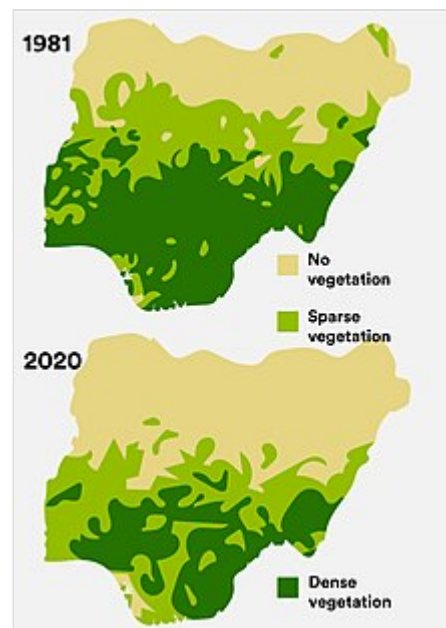 1981
No
vegetation
Sparse
vegetation
2020
Dense
vegetation